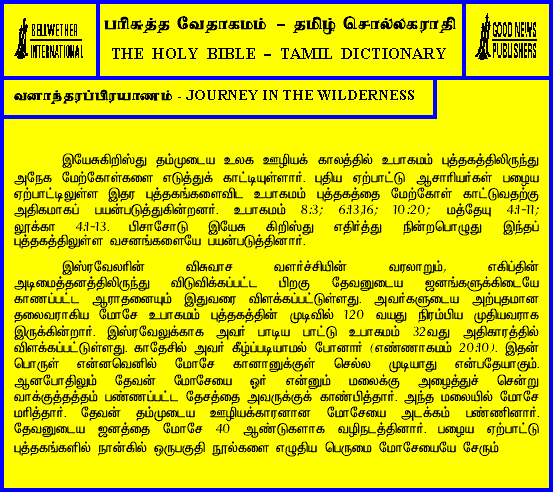 BELLWETHER
INTERNATIONAL
பரிசுத்த வேதாகமம் – தமிழ் சொல்லகராதி
THE HOLY BIBLE – TAMIL DICTIONARY
GOOD NEWS
PUBLISHERS
வனாந்தரப்பிரயாணம் - JOURNEY IN THE WILDERNESS
இயேசுகிறிஸ்து தம்முடைய உலக ஊழியக் காலத்தில் உபாகமம் புத்தகத்திலிருந்து
அநேக மேற்கோள்களை எடுத்துக் காட்டியுள்ளார். புதிய ஏற்பாட்டு ஆசாரியர்கள் பழைய
ஏற்பாட்டிலுள்ள இதர புத்தகங்களைவிட உபாகமம் புத்தகத்தை மேற்கோள் காட்டுவதற்கு
அதிகமாகப் பயன்படுத்துகின்றனர். உபாகமம் 8:3; 6:13,16; 10:20; மத்தேயு 4:1-11;
லூக்கா 4:1-13. பிசாசோடு இயேசு கிறிஸ்து எதிர்த்து நின்றபொழுது இந்தப்
புத்தகத்திலுள்ள வசனங்களையே பயன்படுத்தினார்.
இஸ்ரவேலரின் விசுவாச வளர்ச்சியின் வரலாறும், எகிப்தின்
அடிமைத்தனத்திலிருந்து விடுவிக்கப்பட்ட பிறகு தேவனுடைய ஜனங்களுக்கிடையே
காணப்பட்ட ஆராதனையும் இதுவரை விளக்கப்பட்டுள்ளது. அவர்களுடைய அற்புதமான
தலைவராகிய மோசே உபாகமம் புத்தகத்தின் முடிவில் 120 வயது நிரம்பிய முதியவராக
இருக்கின்றார். இஸ்ரவேலுக்காக அவர் பாடிய பாட்டு உபாகமம் 32வது அதிகாரத்தில்
விளக்கப்பட்டுள்ளது. காதேசில் அவர் கீழ்ப்படியாமல் போனார் (எண்ணாகமம் 20:10). இதன்
பொருள் என்னவெனில் மோசே கானானுக்குள் செல்ல முடியாது என்பதேயாகும்.
ஆனபோதிலும் தேவன் மோசேயை ஓர் என்னும் மலைக்கு அழைத்துச் சென்று
வாக்குத்தத்தம் பண்ணப்பட்ட தேசத்தை அவருக்குக் காண்பித்தார். அந்த மலையில் மோசே
மரித்தார். தேவன் தம்முடைய ஊழியக்காரனான மோசேயை அடக்கம் பண்ணினார்.
தேவனுடைய ஜனத்தை மோசே 40 ஆண்டுகளாக வழிநடத்தினார். பழைய ஏற்பாட்டு
புத்தகங்களில் நான்கில் ஒருபகுதி நூல்களை எழுதிய பெருமை மோசேயையே சேரும்